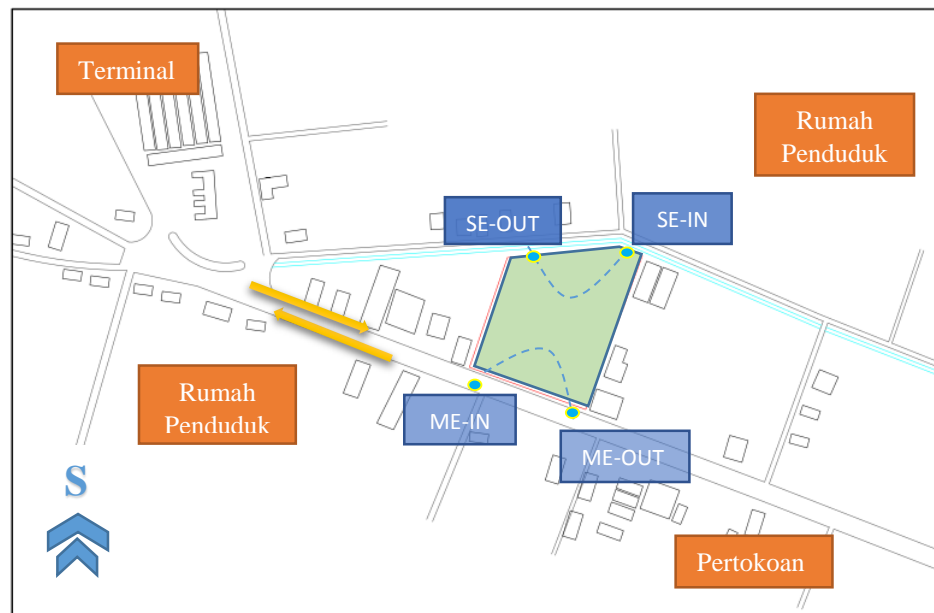 Terminal
Rumah
Penduduk
SE-OUT
SE-IN
Rumah
Penduduk
ME-IN
ME-OUT
S
Pertokoan